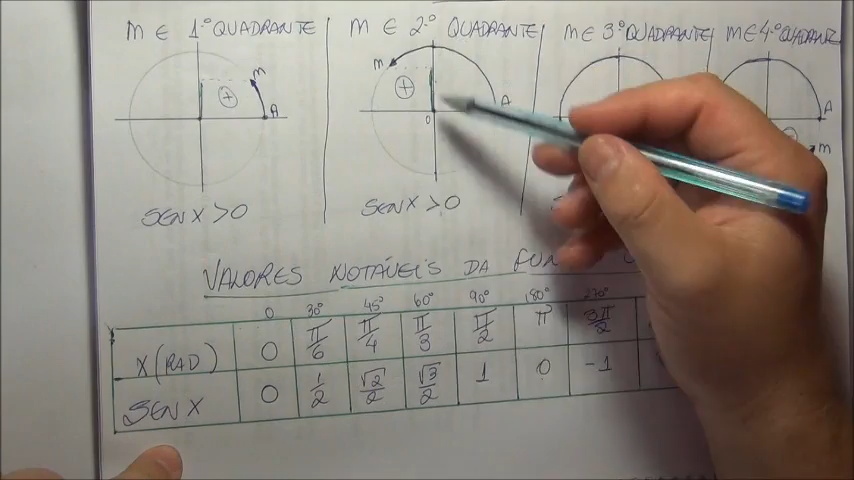 M ∈ 1.º QUADRANTE
M ∈ 2.º QUADRANTE
M ∈ 3.º QUADRANTE
M ∈ 4.º QUADRANTE
m
+
A
m
+
A
O
A
m
SEN X > 0
SEN X > 0
VALORES NOTÁVEIS DA
0 30° 45° 60° 90° 180° 270°
X (RAD) 0 π/6 π/4 π/3 π/2 π 3π/2
SEN X 0 1/2 √2/2 √3/2 1 0 -1